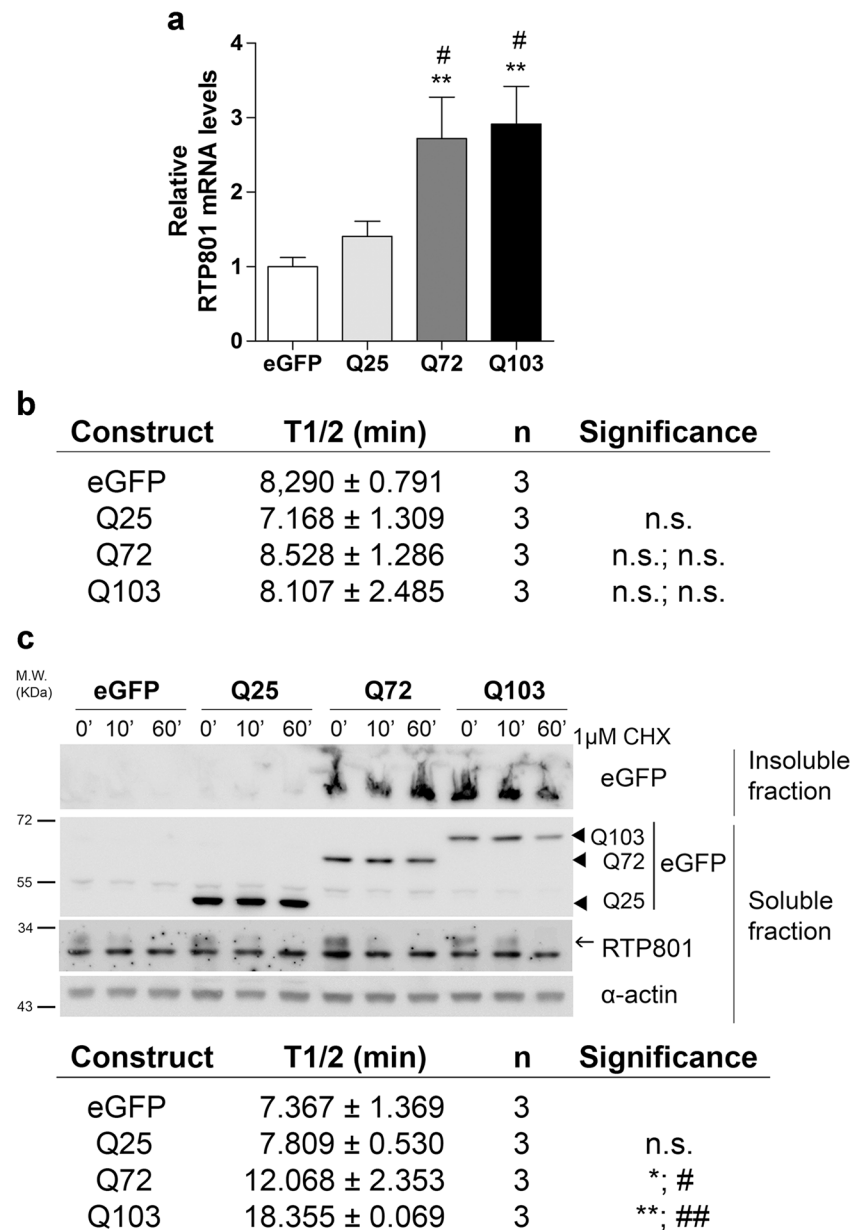 a
Relative
RTP801 mRNA levels
4
3
2
1
0
#
**
#
**
eGFP Q25 Q72 Q103
b
Construct T1/2 (min) n Significance
eGFP 8,290 ± 0.791 3
Q25 7.168 ± 1.309 3 n.s.
Q72 8.528 ± 1.286 3 n.s.; n.s.
Q103 8.107 ± 2.485 3 n.s.; n.s.
c
M.W.
(KDa)
eGFP Q25 Q72 Q103
0' 10' 60' 0' 10' 60' 0' 10' 60' 0' 10' 60' 1µM CHX
eGFP
Insoluble
fraction
72
Q103
Q72
eGFP
55
Q25
Soluble
fraction
34
← RTP801
α-actin
43
Construct T1/2 (min) n Significance
eGFP 7.367 ± 1.369 3
Q25 7.809 ± 0.530 3 n.s.
Q72 12.068 ± 2.353 3 *; #
Q103 18.355 ± 0.069 3 **; ##